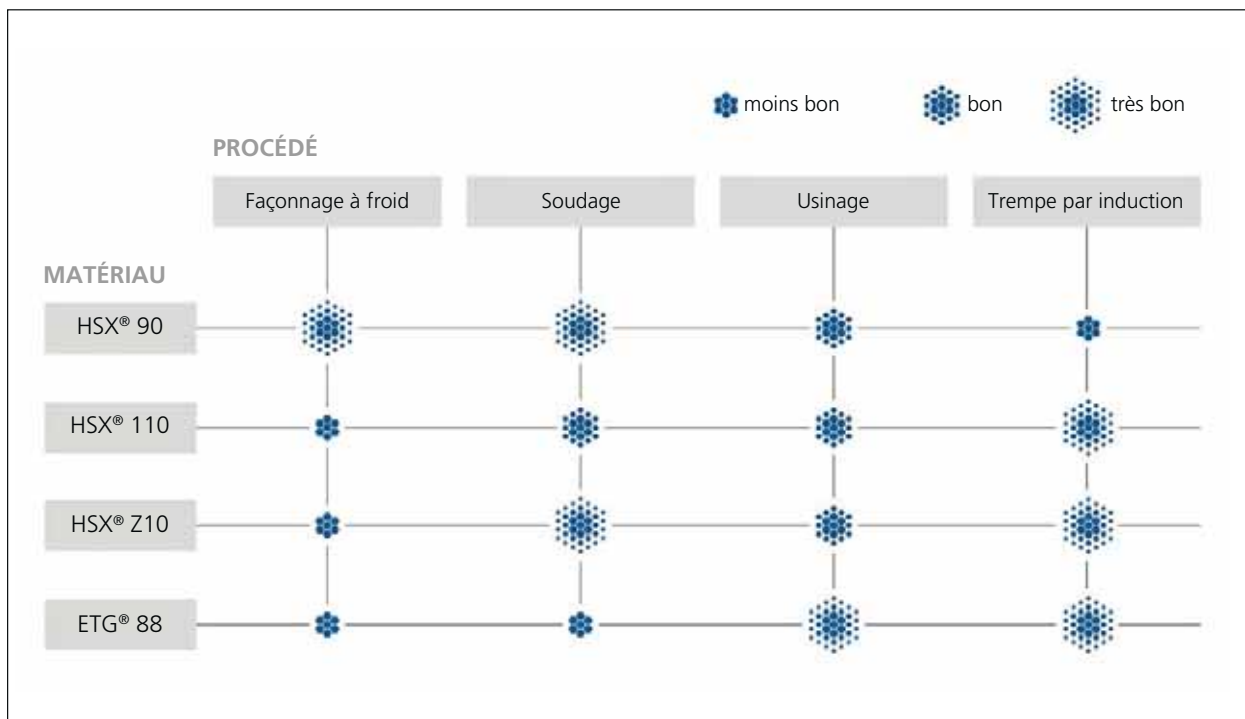 moins bon
bon
très bon
PROCÉDÉ
Façonnage à froid
Soudage
Usinage
Trempe par induction
MATÉRIAU
HSX® 90
HSX® 110
HSX® Z10
ETG® 88